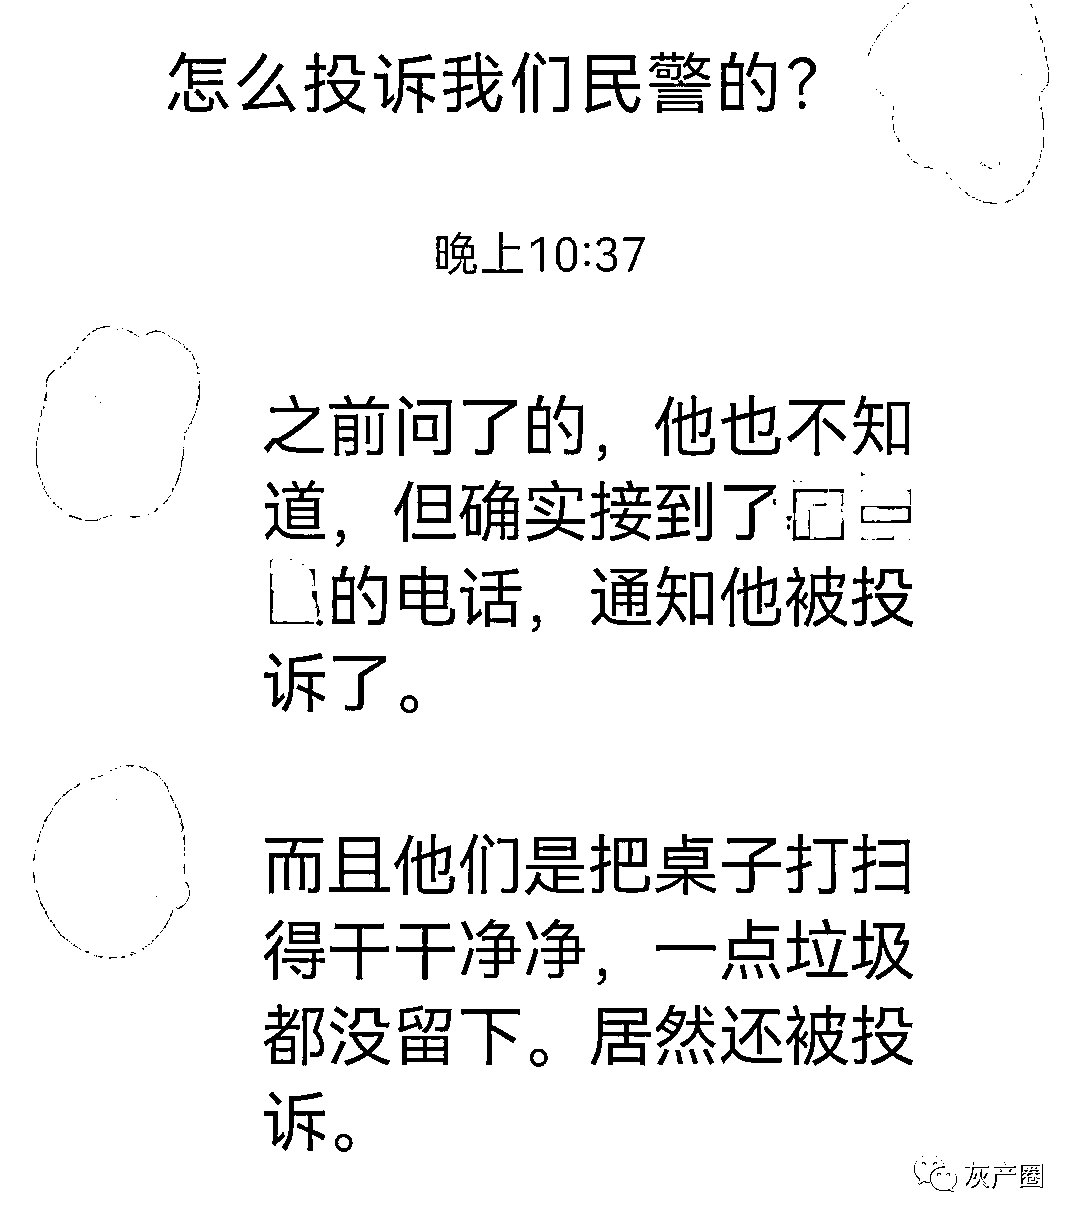 怎么投诉我们民警的?
晚上10:37
之前问了的，他也不知
道，但确实接到了
的电话，通知他被投
诉了。
而且他们是把桌子打扫
得干干净净，一点垃圾
都没留下。居然还被投
诉。
灰产圈